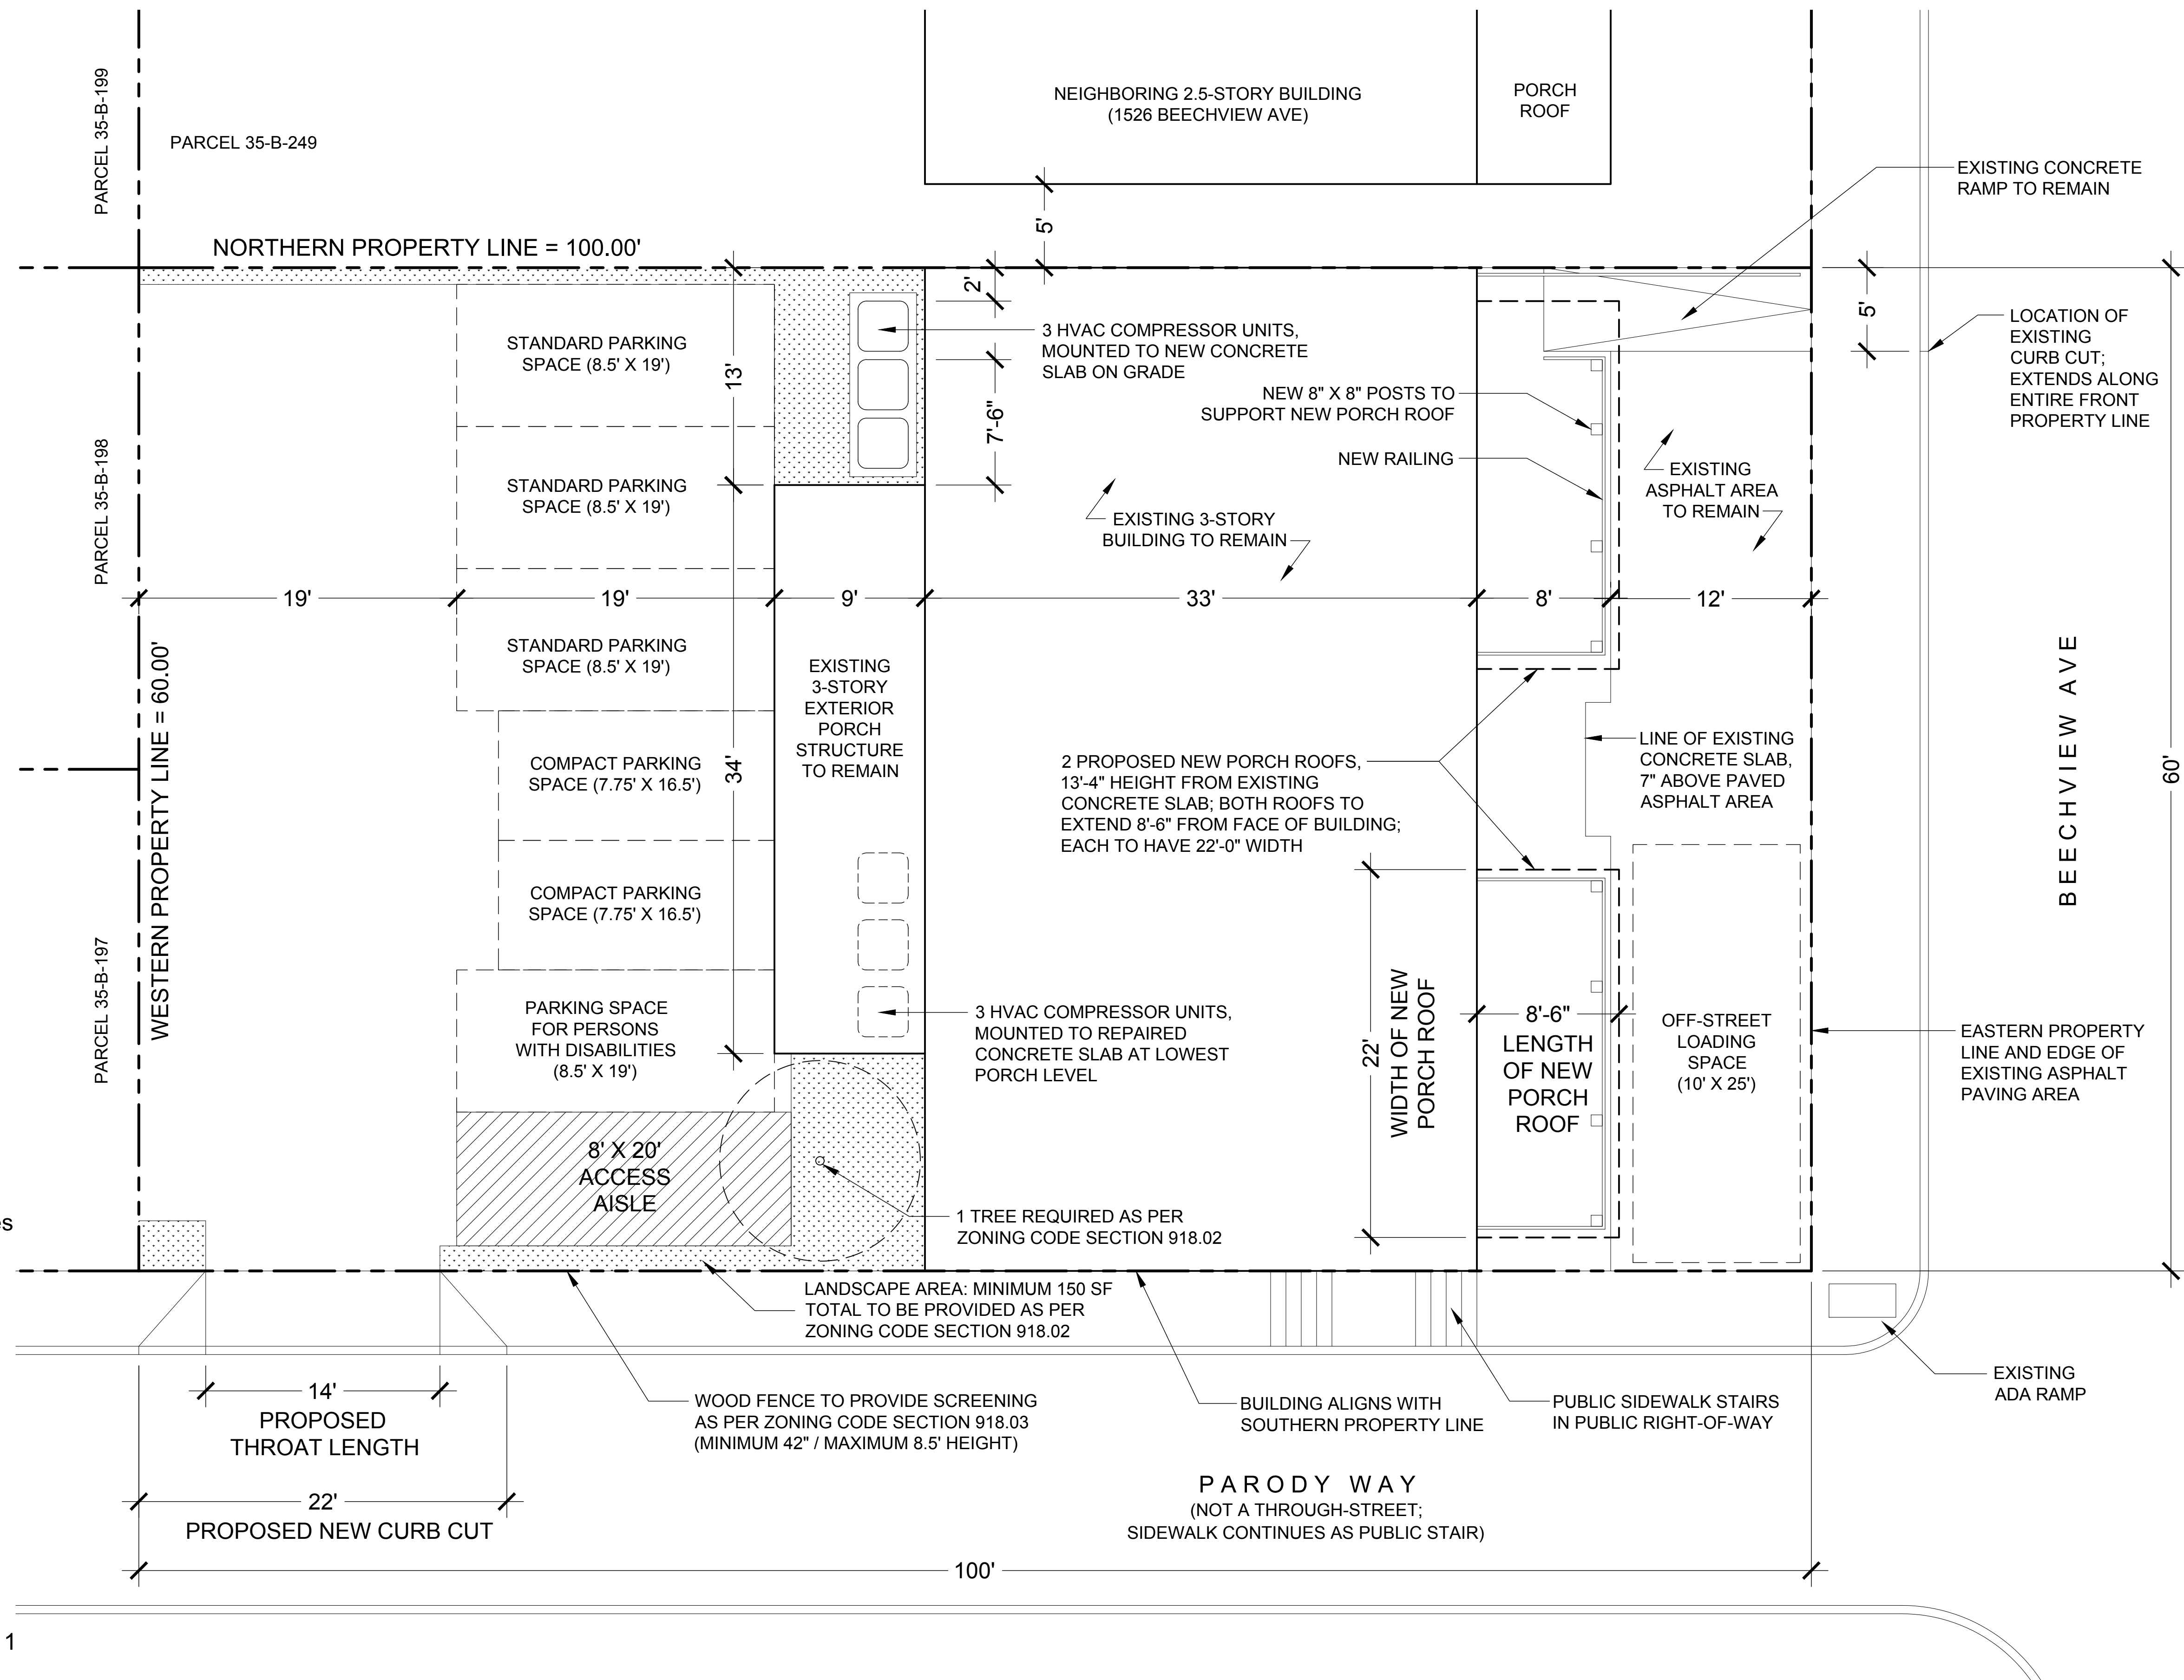 PARCEL 35-B-199
PARCEL 35-B-249
NEIGHBORING 2.5-STORY BUILDING
(1526 BEECHVIEW AVE)
PORCH
ROOF
EXISTING CONCRETE
RAMP TO REMAIN
5'
NORTHERN PROPERTY LINE = 100.00'
2'
5'
LOCATION OF
EXISTING
CURB CUT;
EXTENDS ALONG
ENTIRE FRONT
PROPERTY LINE
STANDARD PARKING
SPACE (8.5' X 19')
13'
3 HVAC COMPRESSOR UNITS,
MOUNTED TO NEW CONCRETE
SLAB ON GRADE
7'-6"
NEW 8" X 8" POSTS TO
SUPPORT NEW PORCH ROOF
NEW RAILING
EXISTING
ASPHALT AREA
TO REMAIN
PARCEL 35-B-198
STANDARD PARKING
SPACE (8.5' X 19')
EXISTING 3-STORY
BUILDING TO REMAIN
19'
19'
9'
33'
8'
12'
STANDARD PARKING
SPACE (8.5' X 19')
EXISTING
3-STORY
EXTERIOR
PORCH
STRUCTURE
TO REMAIN
WESTERN PROPERTY LINE = 60.00'
COMPACT PARKING
SPACE (7.75' X 16.5')
34'
2 PROPOSED NEW PORCH ROOFS,
13'-4" HEIGHT FROM EXISTING
CONCRETE SLAB; BOTH ROOFS TO
EXTEND 8'-6" FROM FACE OF BUILDING;
EACH TO HAVE 22'-0" WIDTH
LINE OF EXISTING
CONCRETE SLAB,
7" ABOVE PAVED
ASPHALT AREA
BEECHVIEW AVE
60'
COMPACT PARKING
SPACE (7.75' X 16.5')
PARCEL 35-B-197
PARKING SPACE
FOR PERSONS
WITH DISABILITIES
(8.5' X 19')
3 HVAC COMPRESSOR UNITS,
MOUNTED TO REPAIRED
CONCRETE SLAB AT LOWEST
PORCH LEVEL
22'
WIDTH OF NEW
PORCH ROOF
8'-6"
LENGTH
OF NEW
PORCH
ROOF
OFF-STREET
LOADING
SPACE
(10' X 25')
EASTERN PROPERTY
LINE AND EDGE OF
EXISTING ASPHALT
PAVING AREA
8' X 20'
ACCESS
AISLE
1 TREE REQUIRED AS PER
ZONING CODE SECTION 918.02
LANDSCAPE AREA: MINIMUM 150 SF
TOTAL TO BE PROVIDED AS PER
ZONING CODE SECTION 918.02
14'
PROPOSED
THROAT LENGTH
WOOD FENCE TO PROVIDE SCREENING
AS PER ZONING CODE SECTION 918.03
(MINIMUM 42" / MAXIMUM 8.5' HEIGHT)
BUILDING ALIGNS WITH
SOUTHERN PROPERTY LINE
PUBLIC SIDEWALK STAIRS
IN PUBLIC RIGHT-OF-WAY
EXISTING
ADA RAMP
22'
PROPOSED NEW CURB CUT
PARODY WAY
(NOT A THROUGH-STREET;
SIDEWALK CONTINUES AS PUBLIC STAIR)
100'
1